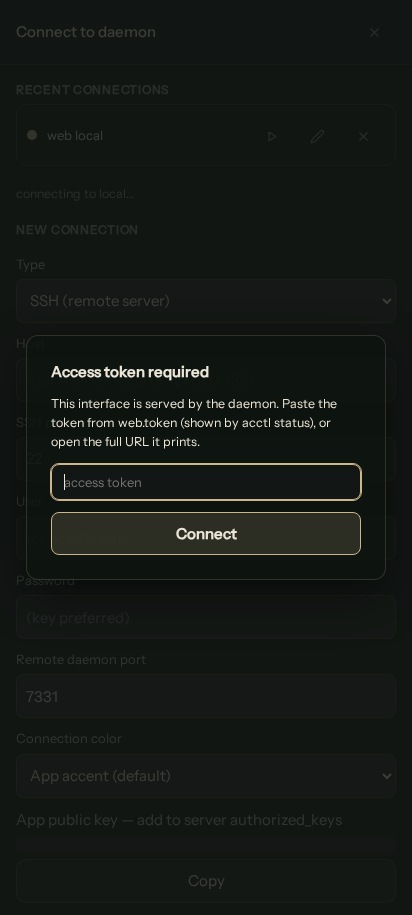 Connect to daemon
RECENT CONNECTIONS
web local
connecting to local...
NEW CONNECTION
Type
SSH (remote server)
Access token required
This interface is served by the daemon. Paste the
token from web.token (shown by acctl status), or
open the full URL it prints.
access token
Connect
Password
(key preferred)
Remote daemon port
7331
Connection color
App accent (default)
App public key — add to server authorized_keys
Copy